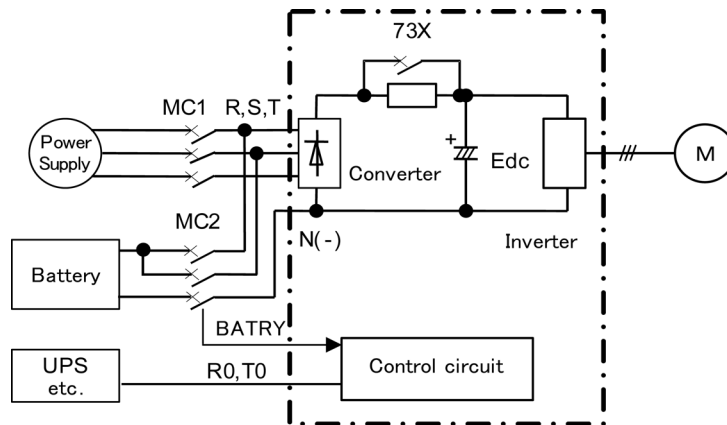 73X
MC1
R,S,T
Power
Supply
+
Converter
Edc
M
MC2
N(-)
Inverter
Battery
BATRY
Control circuit
UPS
etc.
R0,T0